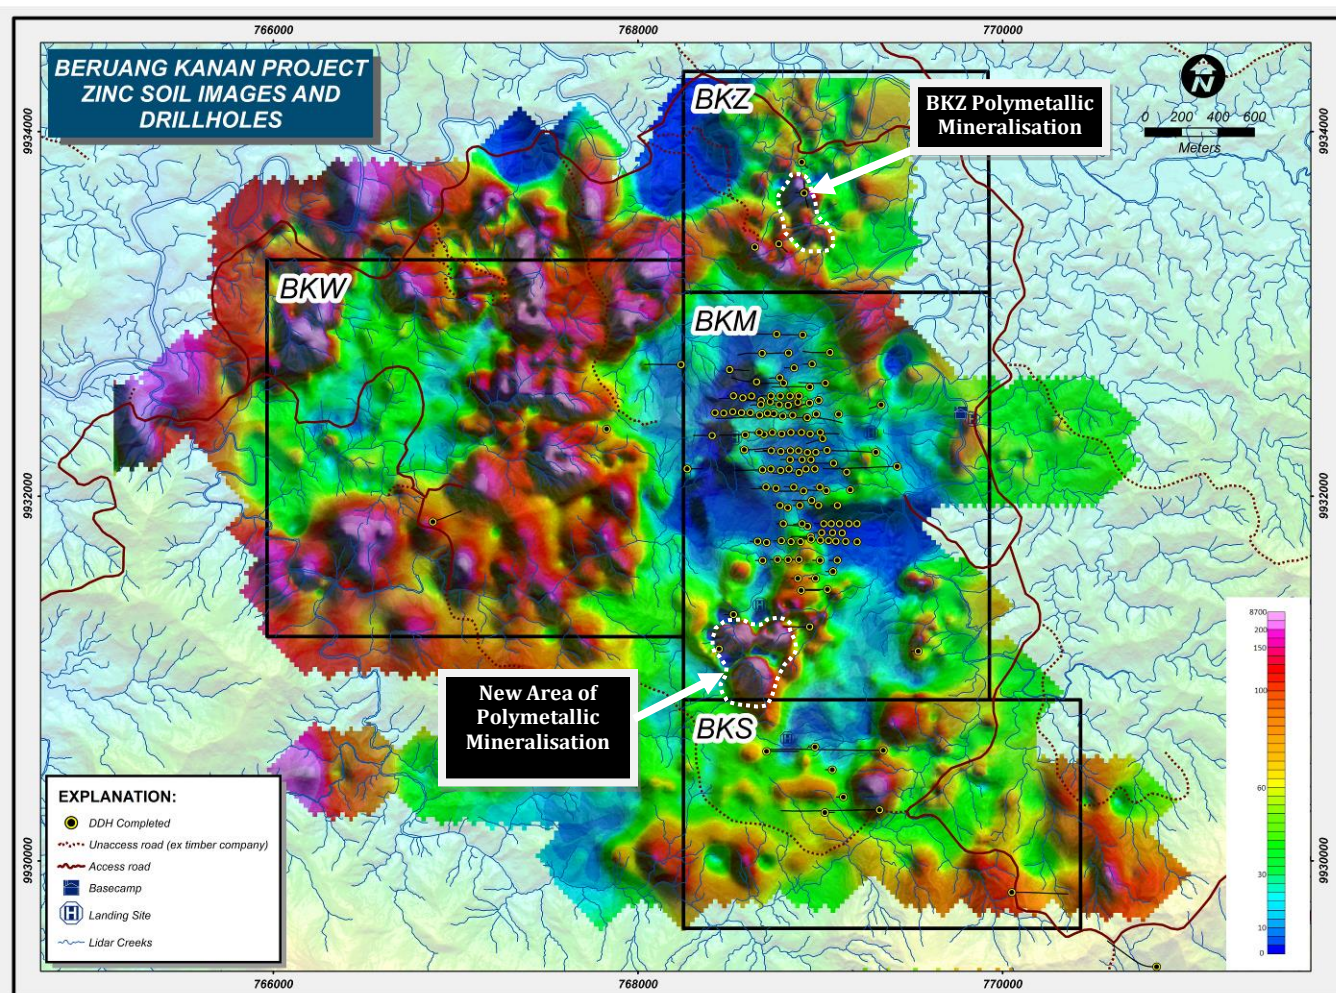 766000
768000
770000
BERUANG KANAN PROJECT
ZINC SOIL IMAGES AND
DRILLHOLES
BKZ
BKZ Polymetallic
Mineralisation
N
0 200 400 600
Meters
9934000
9934000
BKW
BKM
9932000
9932000
New Area of
Polymetallic
Mineralisation
BKS
8700
200
150
100
60
30
10
0
EXPLANATION:
DDH Completed
Unaccess road (ex timber company)
Access road
Basecamp
H Landing Site
Lidar Creeks
H
H
9930000
9930000
766000
768000
770000